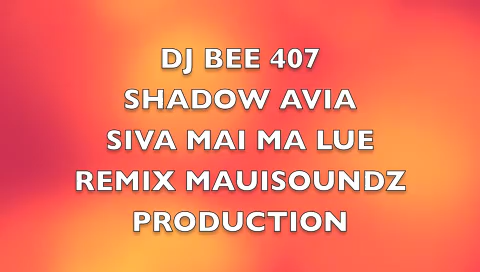 DJ BEE 407
SHADOW AVIA
SIVA MAI MA LUE
REMIX MAUISOUNDZ
PRODUCTION